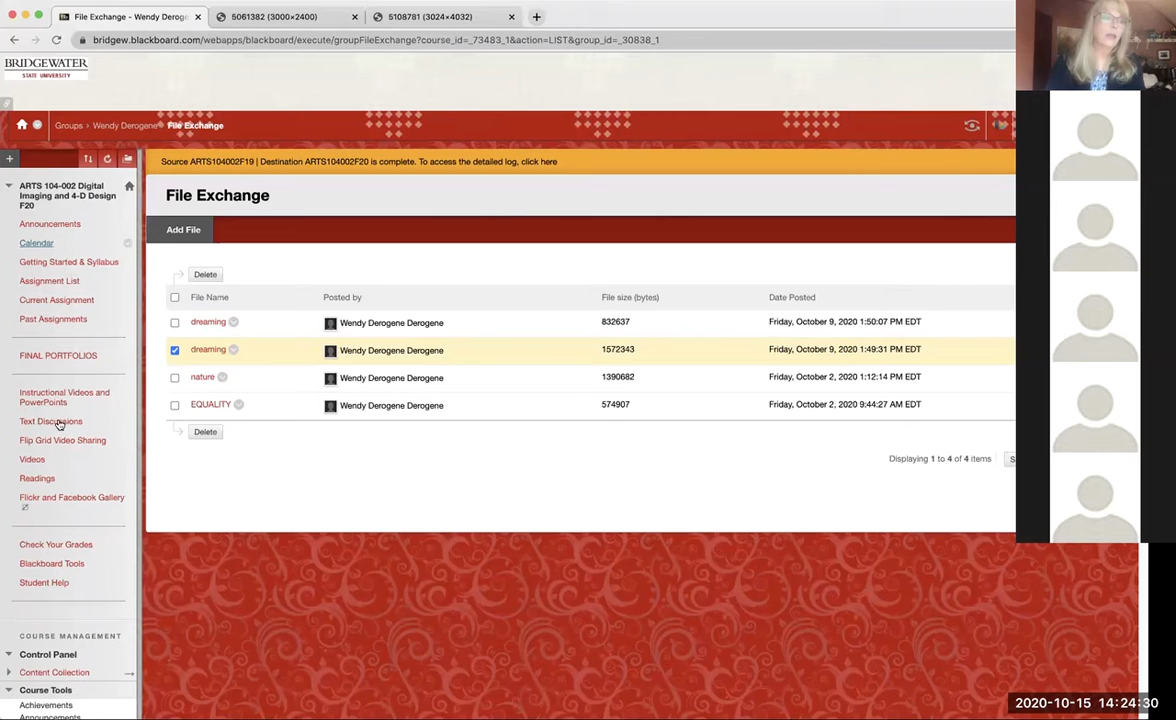 File Exchange - Wendy Deroge
5061382 (3000×2400)
5108781 (3024×4032)
bridgew.blackboard.com/webapps/blackboard/execute/groupFileExchange?course_id=_73483_1&action=LIST&group_id=_30838_1
BRIDGEWATER
STATE UNIVERSITY
Groups
Wendy Derogene
File Exchange
Source ARTS104002F19 | Destination ARTS104002F20 is complete. To access the detailed log, click here
ARTS 104-002 Digital
Imaging and 4-D Design
F20
Announcements
Calendar
Getting Started & Syllabus
Assignment List
Current Assignment
Past Assignments
FINAL PORTFOLIOS
Instructional Videos and
PowerPoints
Text Discussions
Flip Grid Video Sharing
Videos
Readings
Flickr and Facebook Gallery
Check Your Grades
Blackboard Tools
Student Help
COURSE MANAGEMENT
Control Panel
Content Collection
Course Tools
Achievements
Announcements
File Exchange
Add File
Delete
File Name Posted by File size (bytes) Date Posted
dreaming Wendy Derogene Derogene 832637 Friday, October 9, 2020 1:50:07 PM EDT
dreaming Wendy Derogene Derogene 1572343 Friday, October 9, 2020 1:49:31 PM EDT
nature Wendy Derogene Derogene 1390682 Friday, October 2, 2020 1:12:14 PM EDT
EQUALITY Wendy Derogene Derogene 574907 Friday, October 2, 2020 9:44:27 AM EDT
Delete
Displaying 1 to 4 of 4 items
2020-10-15 14:24:30